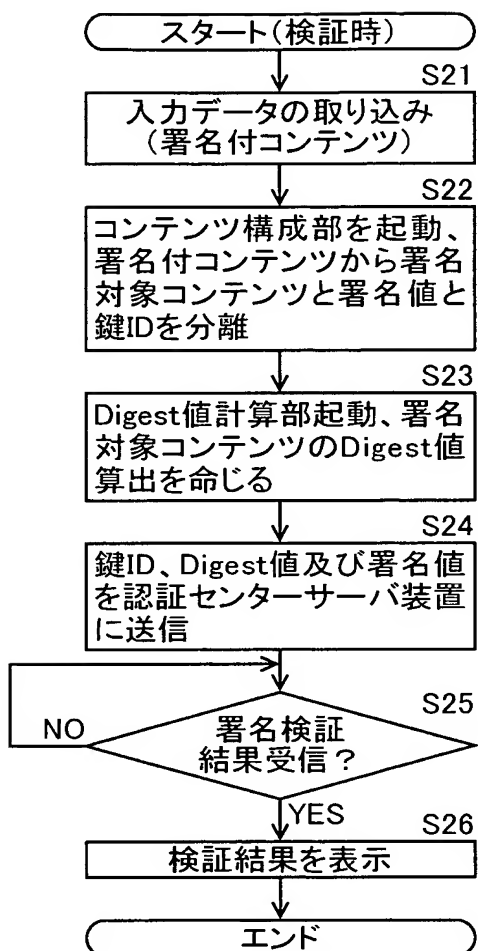 スタート(検証時)
S21
入力データの取り込み
(署名付コンテンツ)
S22
コンテンツ構成部を起動、
署名付コンテンツから署名
対象コンテンツと署名値と
鍵IDを分離
S23
Digest値計算部起動、署名
対象コンテンツのDigest値
算出を命じる
S24
鍵ID、Digest値及び署名値
を認証センターサーバ装置
に送信
S25
署名検証
結果受信?
NO
YES
S26
検証結果を表示
エンド